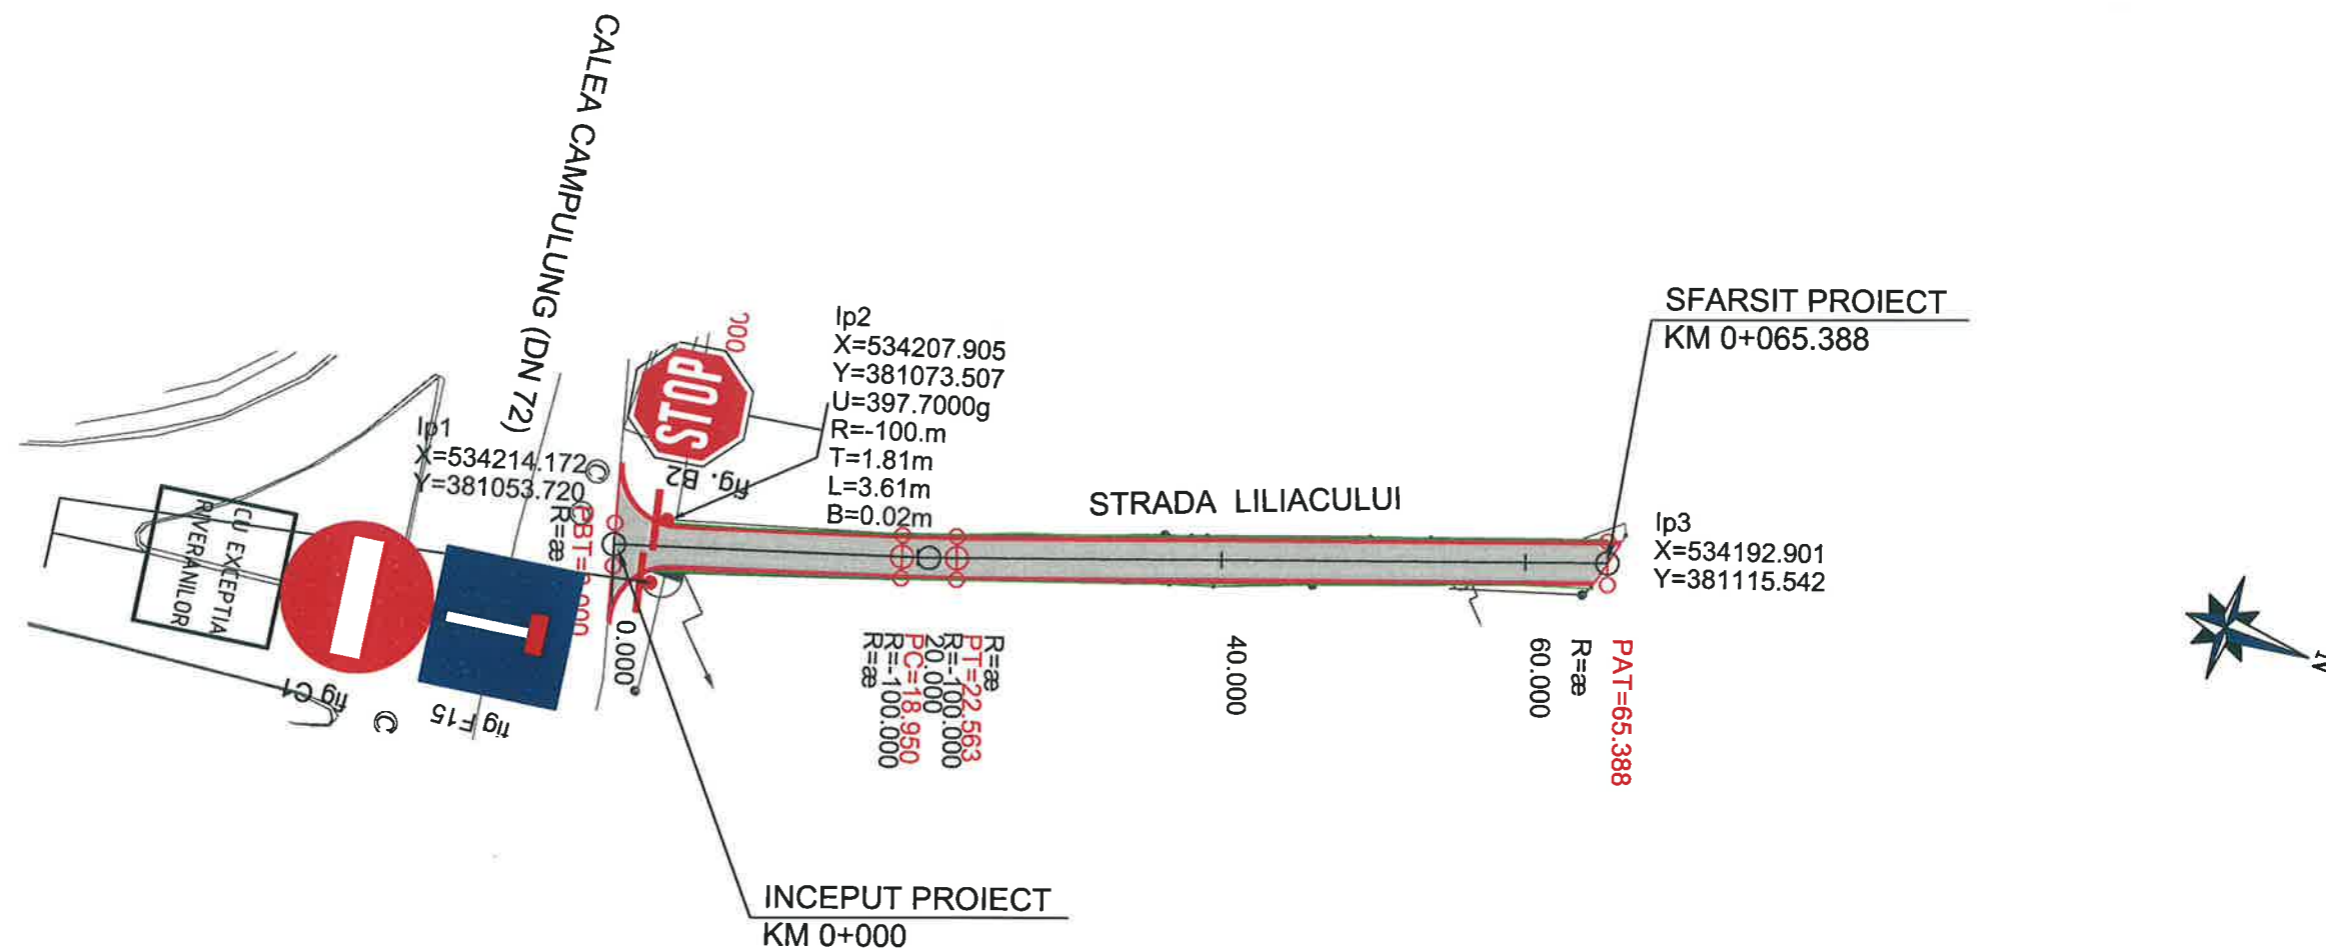 CALEA CAMPULUNG (DN 72)
Ip1
X=534214.172
Y=381053.720
CU EXCEPTIA
RIVERANILOR
fig C1
C
fig F15
R=æ
0.000
C
STOP
000
fig. B2
Ip2
X=534207.905
Y=381073.507
U=397.7000g
R=-100.m
T=1.81m
L=3.61m
B=0.02m
STRADA LILIACULUI
SFARSIT PROIECT
KM 0+065.388
Ip3
X=534192.901
Y=381115.542
R=æ
PT=22.563
R=-100.000
20.000
PC=18.950
R=-100.000
R=æ
40.000
60.000
R=æ
PAT=65.388
N
INCEPUT PROIECT
KM 0+000